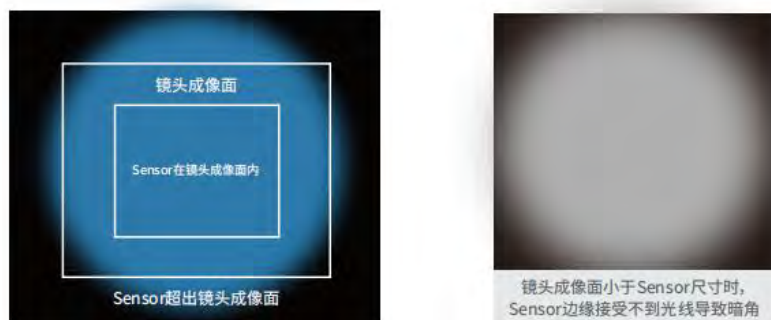 镜头成像面
Sensor在镜头成像面内
Sensor超出镜头成像面
镜头成像面小于Sensor尺寸时,
Sensor边缘接受不到光线导致暗角